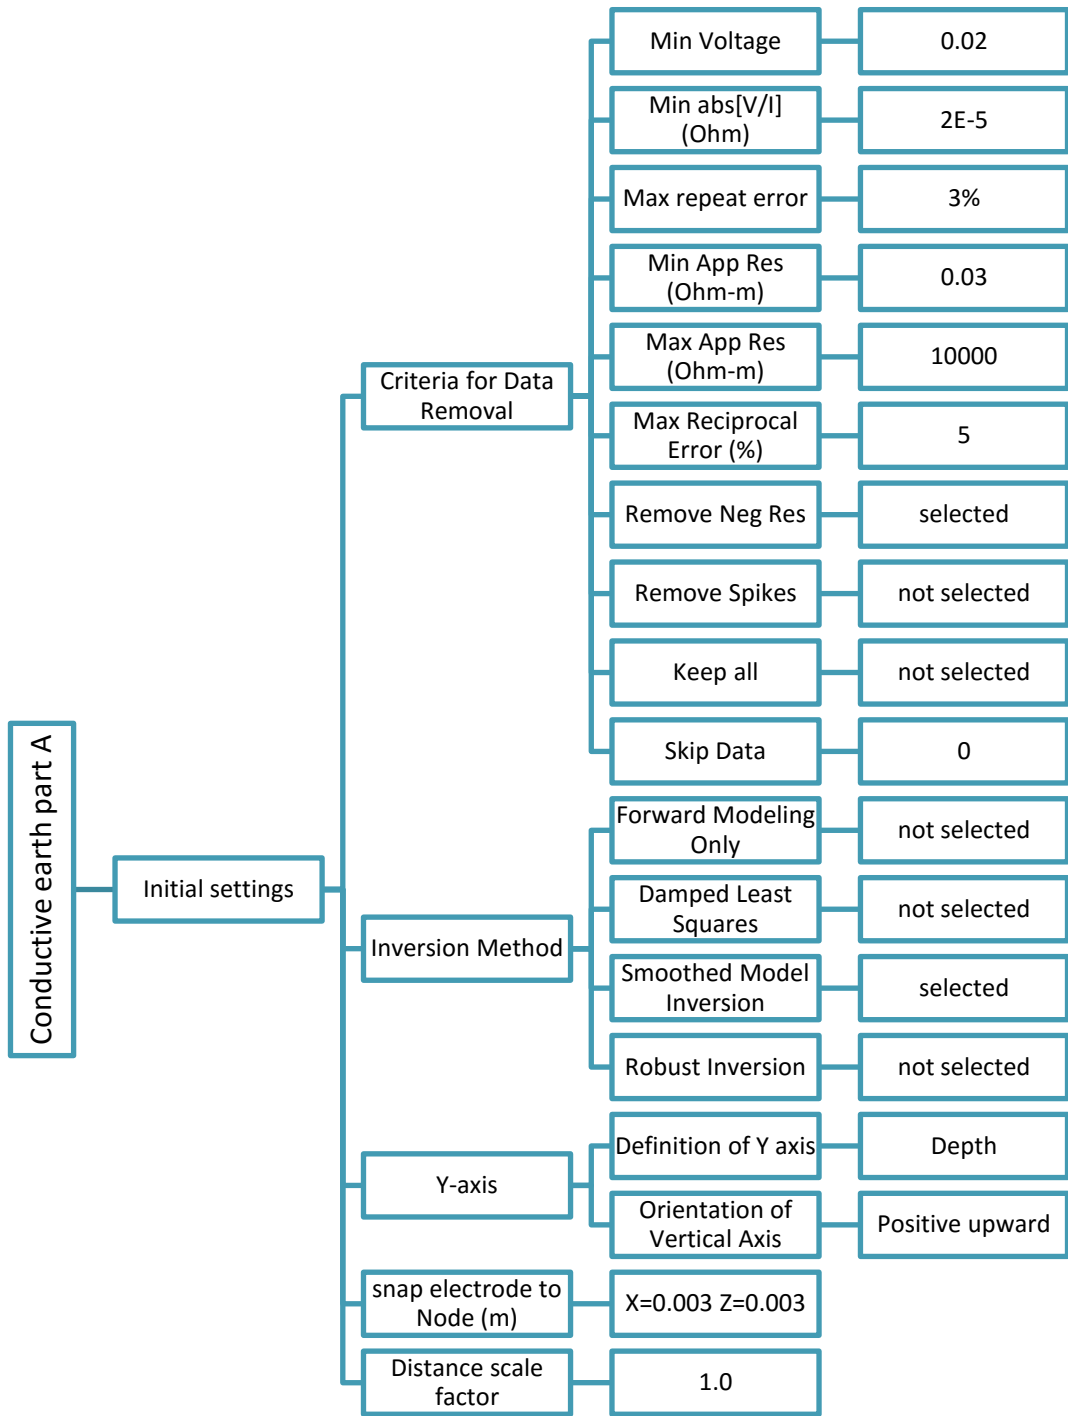 Min Voltage
0.02
Min abs[V/I]
(Ohm)
2E-5
Max repeat error
3%
Min App Res
(Ohm-m)
0.03
Max App Res
(Ohm-m)
10000
Criteria for Data
Removal
Max Reciprocal
Error (%)
5
Remove Neg Res
selected
Remove Spikes
not selected
Keep all
not selected
Skip Data
0
Conductive earth part A
Initial settings
Forward Modeling
Only
not selected
Damped Least
Squares
not selected
Inversion Method
Smoothed Model
Inversion
selected
Robust Inversion
not selected
Y-axis
Definition of Y axis
Depth
Orientation of
Vertical Axis
Positive upward
snap electrode to
Node (m)
X=0.003 Z=0.003
Distance scale
factor
1.0